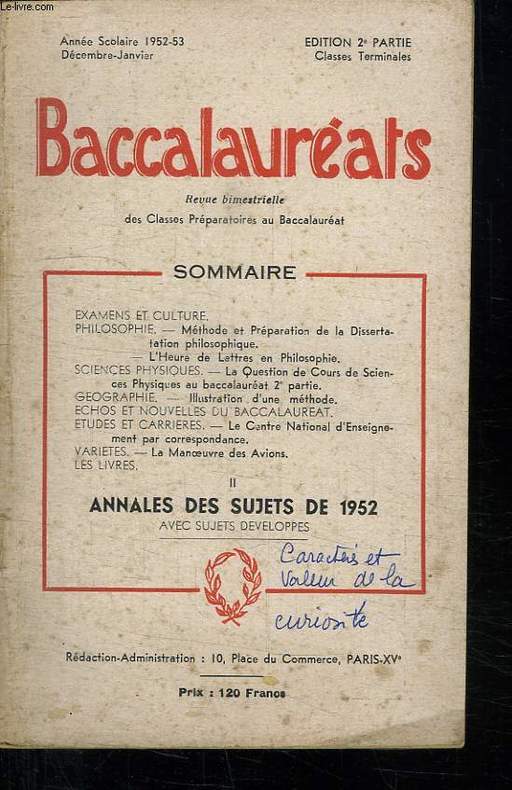 Le-livre.com
Année Scolaire 1952-53
Décembre-Janvier
EDITION 2e PARTIE
Classes Terminales
Baccalauréats
Revue bimestrielle
des Classes Préparatoires au Baccalauréat
SOMMAIRE
EXAMENS ET CULTURE.
PHILOSOPHIE. — Méthode et Préparation de la Disserta-
tation philosophique.
— L'Heure de Lettres en Philosophie.
SCIENCES PHYSIQUES. — La Question de Cours de Scien-
ces Physiques au baccalauréat 2e partie.
GEOGRAPHIE. — Illustration d'une méthode.
ECHOS ET NOUVELLES DU BACCALAUREAT.
ETUDES ET CARRIERES. — Le Centre National d'Enseigne-
ment par correspondance.
VARIETES. — La Manœuvre des Avions.
LES LIVRES.
II
ANNALES DES SUJETS DE 1952
AVEC SUJETS DEVELOPPES
Caractères et
Valeur de la
curiosité
Rédaction-Administration : 10, Place du Commerce, PARIS-XVe
Prix : 120 Francs